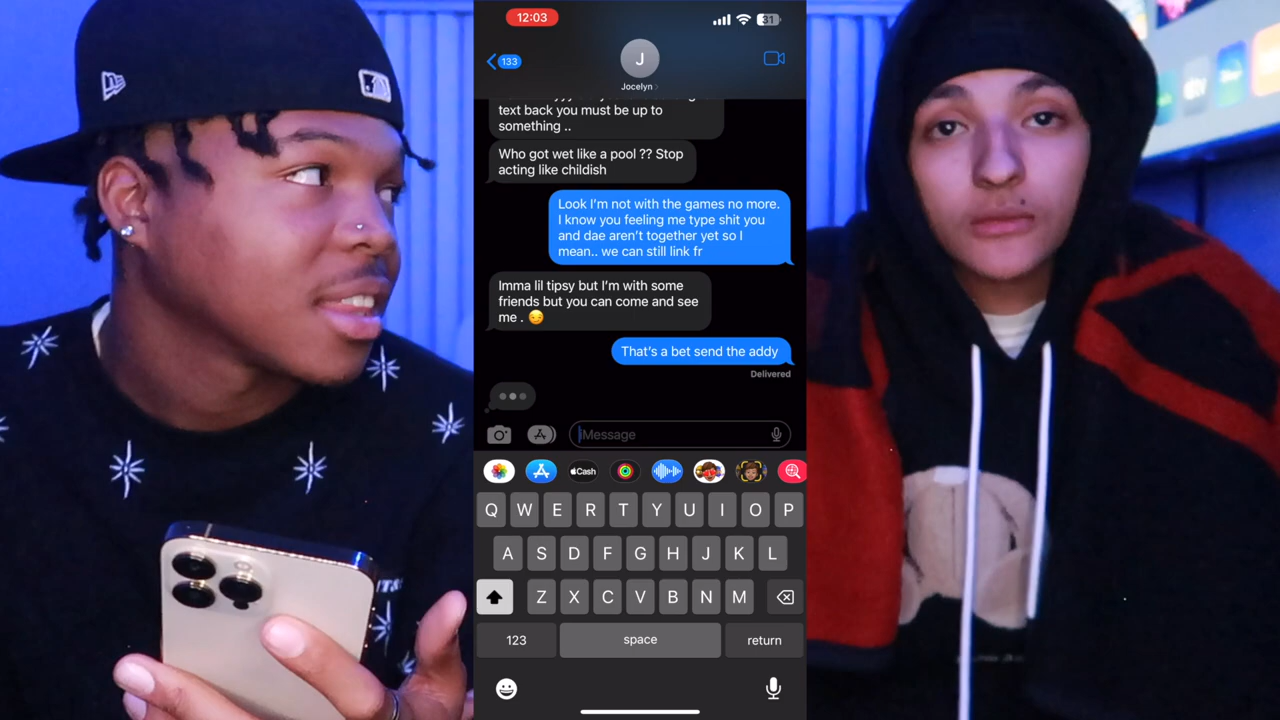 12:03
31
133
J
Jocelyn
text back you must be up to
something ..
Who got wet like a pool ?? Stop
acting like childish
Look I’m not with the games no more.
I know you feeling me type shit you
and dae aren’t together yet so I
mean.. we can still link fr
Imma lil tipsy but I’m with some
friends but you can come and see
me . 😏
That’s a bet send the addy
Delivered
iMessage
Cash
Q W E R T Y U I O P
A S D F G H J K L
Z X C V B N M
123 space return